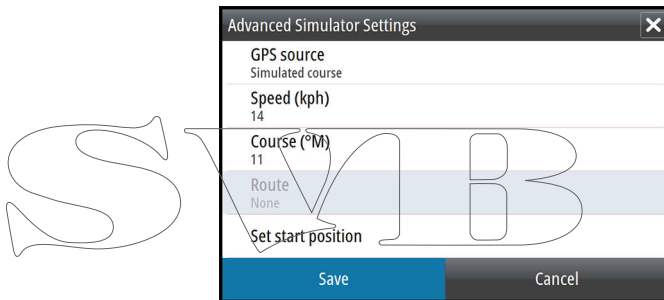 Advanced Simulator Settings
GPS source
Simulated course
Speed (kph)
14
Course (°M)
11
Route
None
Set start position
Save Cancel
SVB